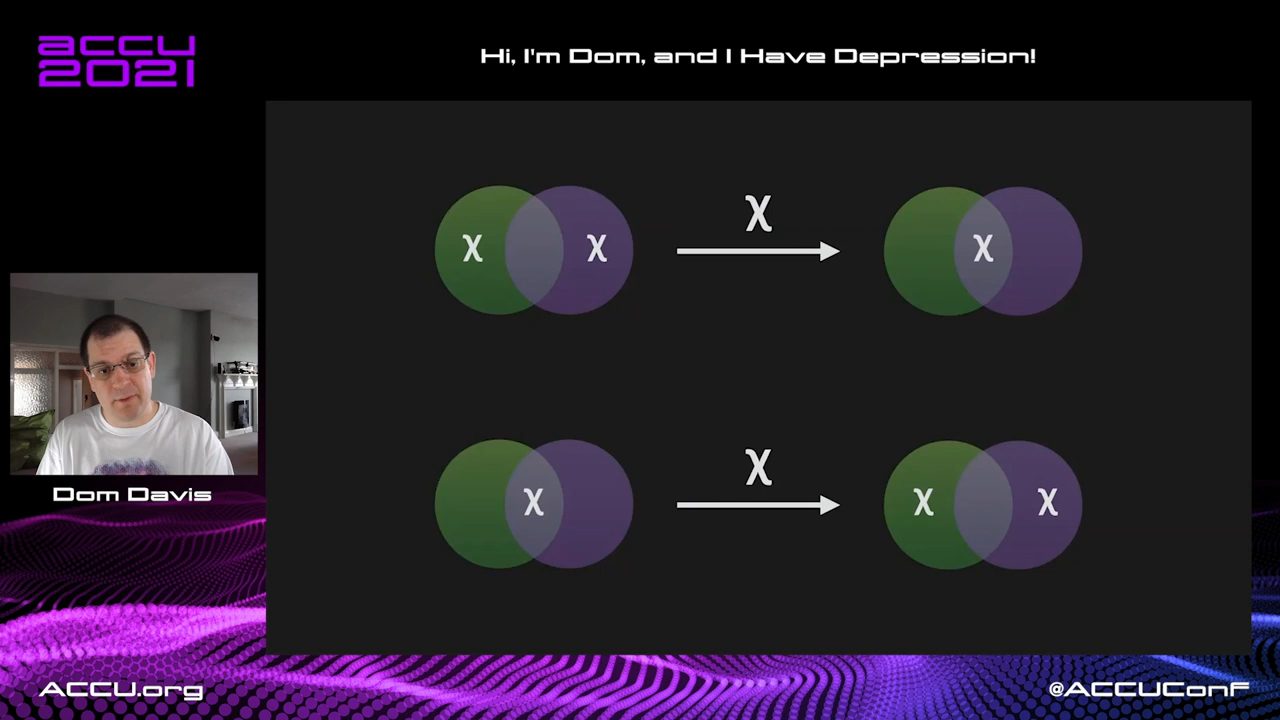 accu
2021
Hi, I'm Dom, and I Have Depression!
χ
χ χ χ
χ
χ χ χ
Dom Davis
ACCU.org
@ACCUConf